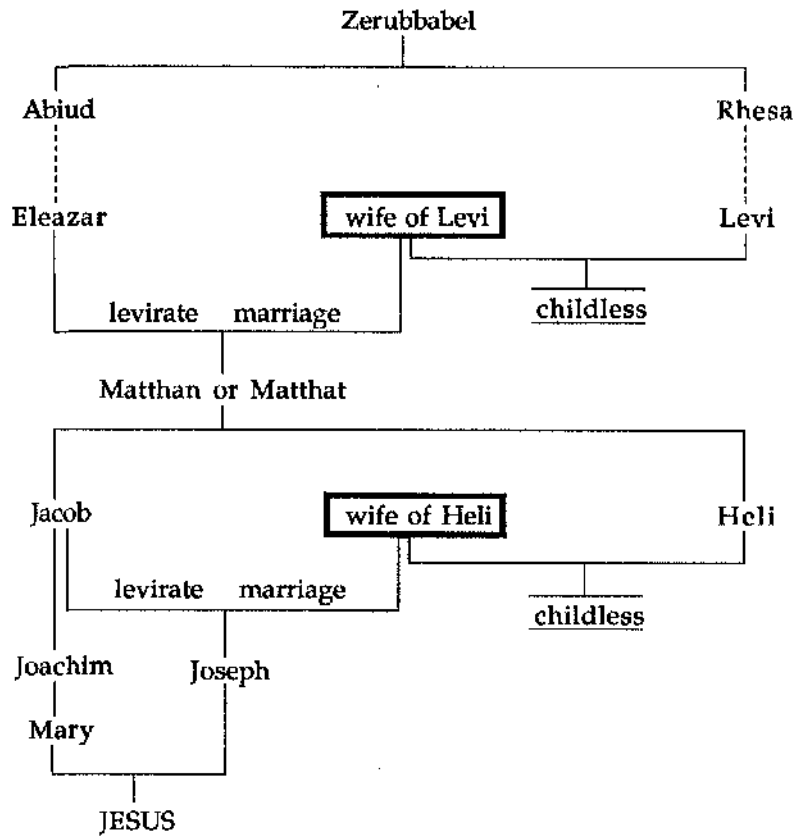 Zerubbabel
Abiud Rhesa
Eleazar wife of Levi Levi
levirate marriage childless
Matthan or Matthat
Jacob wife of Heli Heli
levirate marriage childless
Joachim Joseph
Mary
JESUS